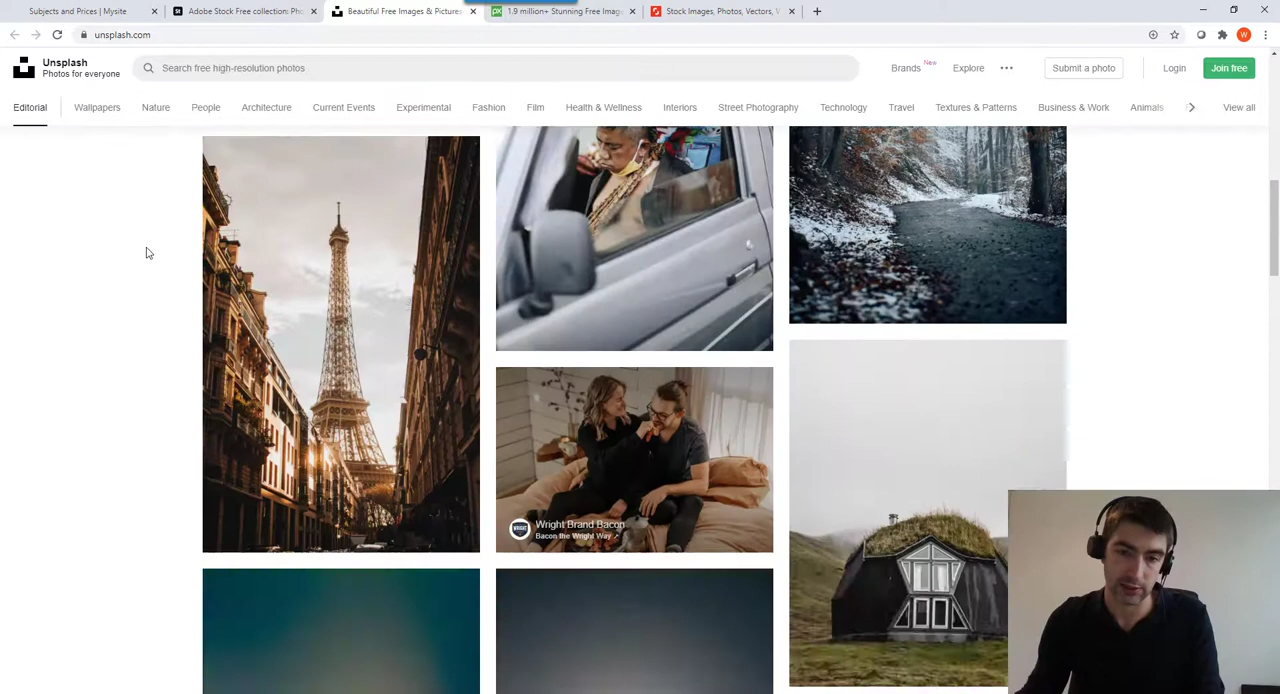 Subjects and Prices | Mysite
Adobe Stock Free collection: Pho
Beautiful Free Images & Pictures
1.9 million+ Stunning Free Imag
Stock Images, Photos, Vectors, V
unsplash.com
W
Unsplash
Photos for everyone
Search free high-resolution photos
Brands New
Explore
Submit a photo
Login
Join free
Editorial
Wallpapers
Nature
People
Architecture
Current Events
Experimental
Fashion
Film
Health & Wellness
Interiors
Street Photography
Technology
Travel
Textures & Patterns
Business & Work
Animals
View all
WRIGHT
Wright Brand Bacon
Bacon the Wright Way